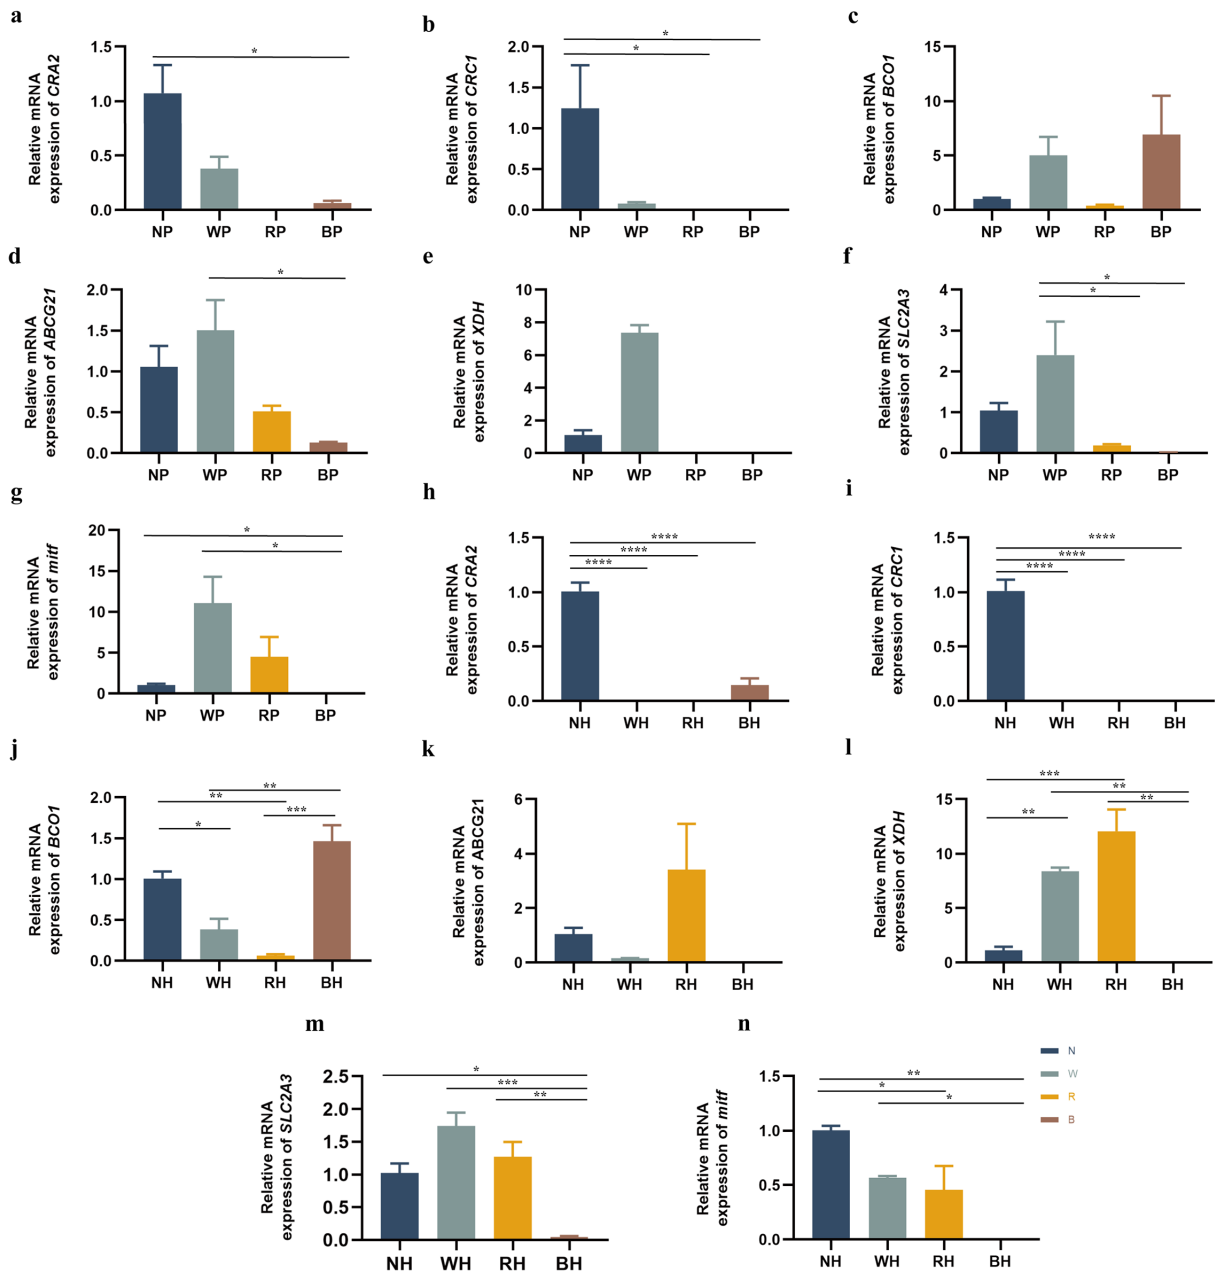 a
Relative mRNA
expression of CRA2
1.5
1.0
0.5
0.0
*
NP WP RP BP
b
Relative mRNA
expression of CRC1
2.0
1.5
1.0
0.5
0.0
*
*
NP WP RP BP
c
Relative mRNA
expression of BCO1
15
10
5
0
NP WP RP BP
d
Relative mRNA
expression of ABCG21
2.0
1.5
1.0
0.5
0.0
*
NP WP RP BP
e
Relative mRNA
expression of XDH
10
8
6
4
2
0
NP WP RP BP
f
Relative mRNA
expression of SLC2A3
4
3
2
1
0
*
*
NP WP RP BP
g
Relative mRNA
expression of mitf
20
15
10
5
0
*
*
NP WP RP BP
h
Relative mRNA
expression of CRA2
1.5
1.0
0.5
0.0
****
****
****
NH WH RH BH
i
Relative mRNA
expression of CRC1
1.5
1.0
0.5
0.0
****
****
****
NH WH RH BH
j
Relative mRNA
expression of BCO1
2.0
1.5
1.0
0.5
0.0
**
**
***
*
NH WH RH BH
k
Relative mRNA
expression of ABCG21
6
4
2
0
NH WH RH BH
l
Relative mRNA
expression of XDH
15
10
5
0
***
**
**
**
NH WH RH BH
m
Relative mRNA
expression of SLC2A3
2.5
2.0
1.5
1.0
0.5
0.0
*
***
**
NH WH RH BH
n
Relative mRNA
expression of mitf
1.5
1.0
0.5
0.0
**
*
*
NH WH RH BH
N
W
R
B